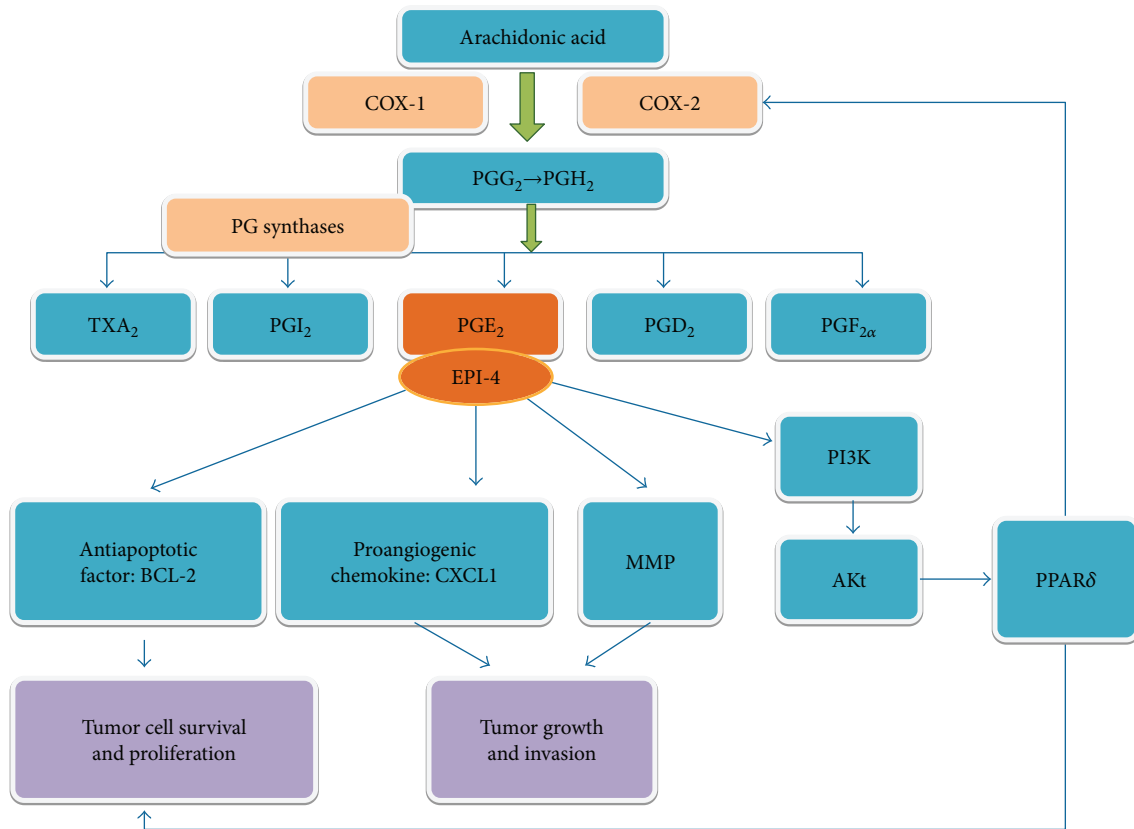 Arachidonic acid
COX-1
COX-2
PGG₂→PGH₂
PG synthases
TXA₂
PGI₂
PGE₂
PGD₂
PGF₂α
EPI-4
PI3K
Antiapoptotic
factor: BCL-2
Proangiogenic
chemokine: CXCL1
MMP
AKt
PPARδ
Tumor cell survival
and proliferation
Tumor growth
and invasion